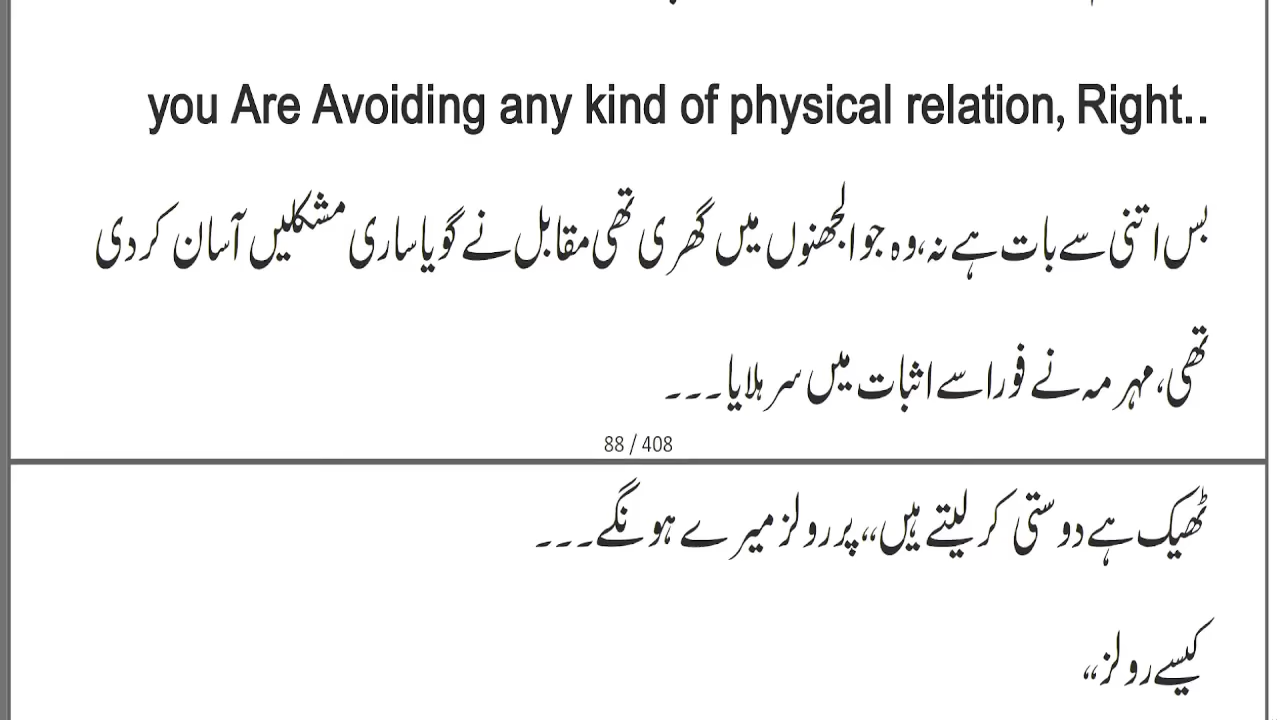 you Are Avoiding any kind of physical relation, Right..
بس اتنی سے بات ہے نہ،وہ جو الجھنوں میں گھری تھی مقابل نے گویا ساری مشکلیں آسان کر دی
تھی، مہرمہ نے فورا سے اثبات میں سر ہلایا۔۔۔
88 / 408
ٹھیک ہے دوستی کر لیتے ہیں،، پر رولز میرے ہونگے۔۔۔
کیسے رولز،،